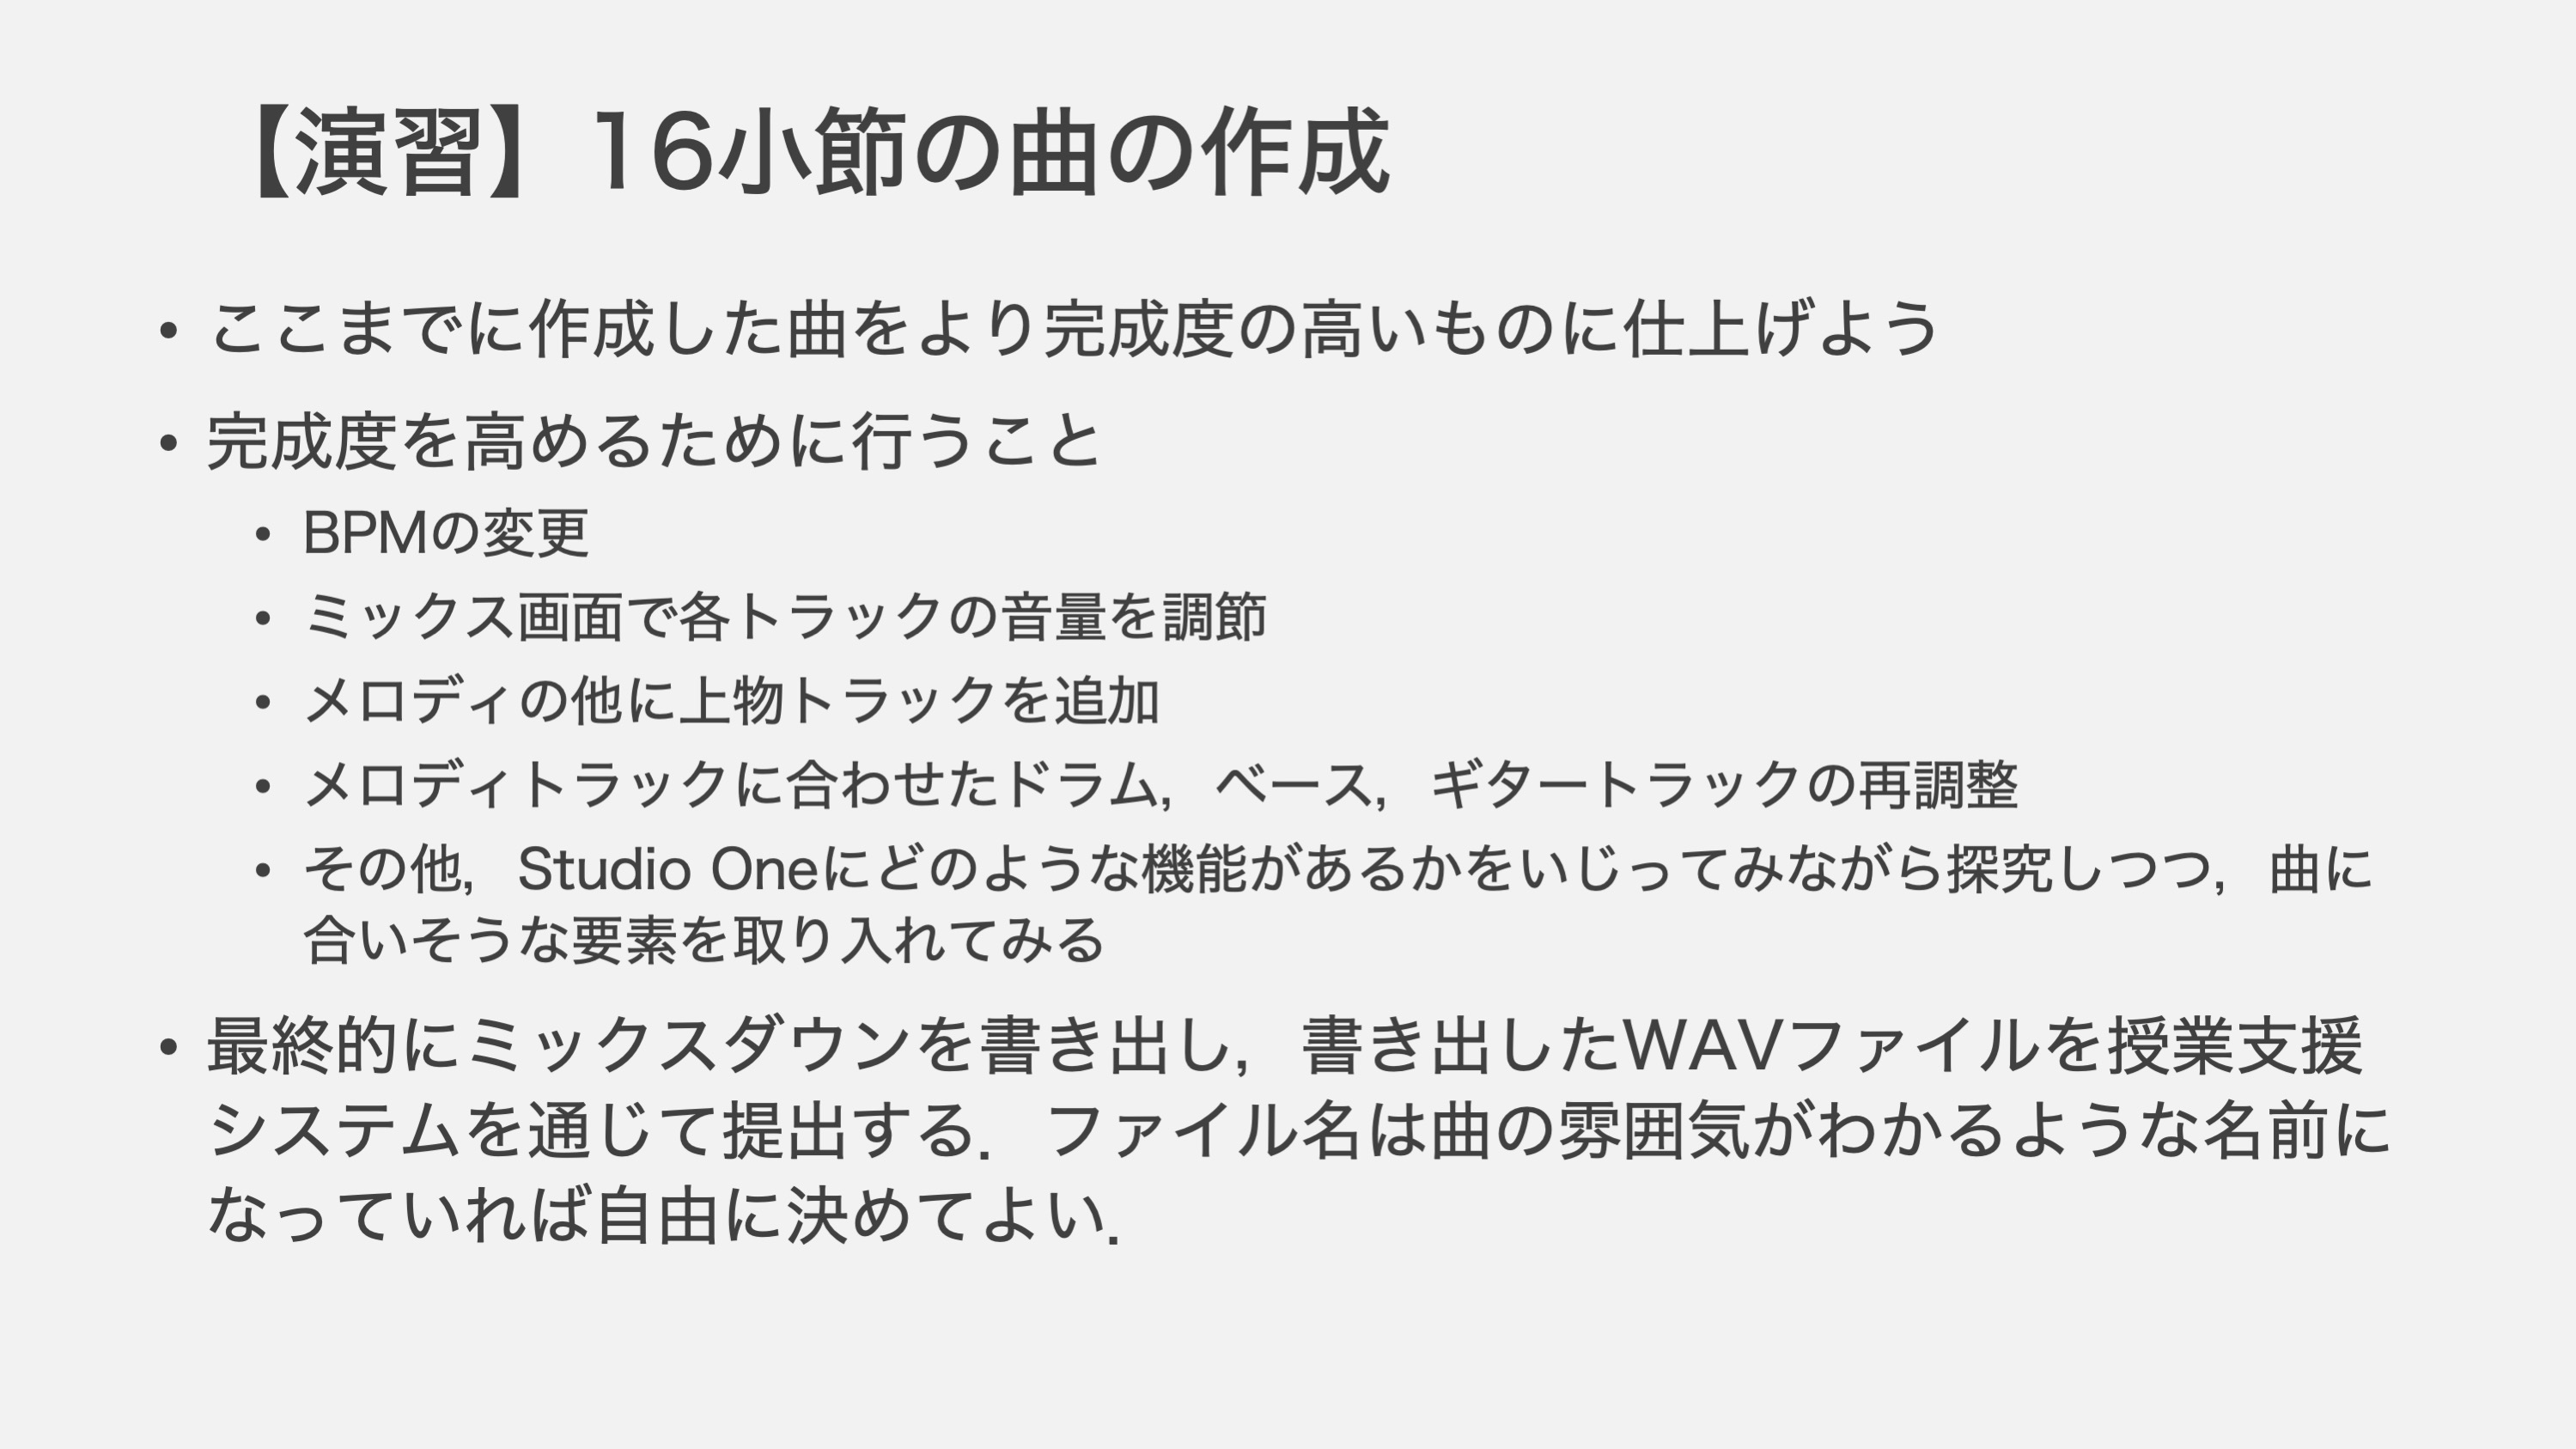 【演習】16小節の曲の作成
• ここまでに作成した曲をより完成度の高いものに仕上げよう
• 完成度を高めるために行うこと
• BPMの変更
• ミックス画面で各トラックの音量を調節
• メロディの他に上物トラックを追加
• メロディトラックに合わせたドラム，ベース，ギタートラックの再調整
• その他，Studio Oneにどのような機能があるかをいじってみながら探究しつつ，曲に
合いそうな要素を取り入れてみる
• 最終的にミックスダウンを書き出し，書き出したWAVファイルを授業支援
システムを通じて提出する．ファイル名は曲の雰囲気がわかるような名前に
なっていれば自由に決めてよい．